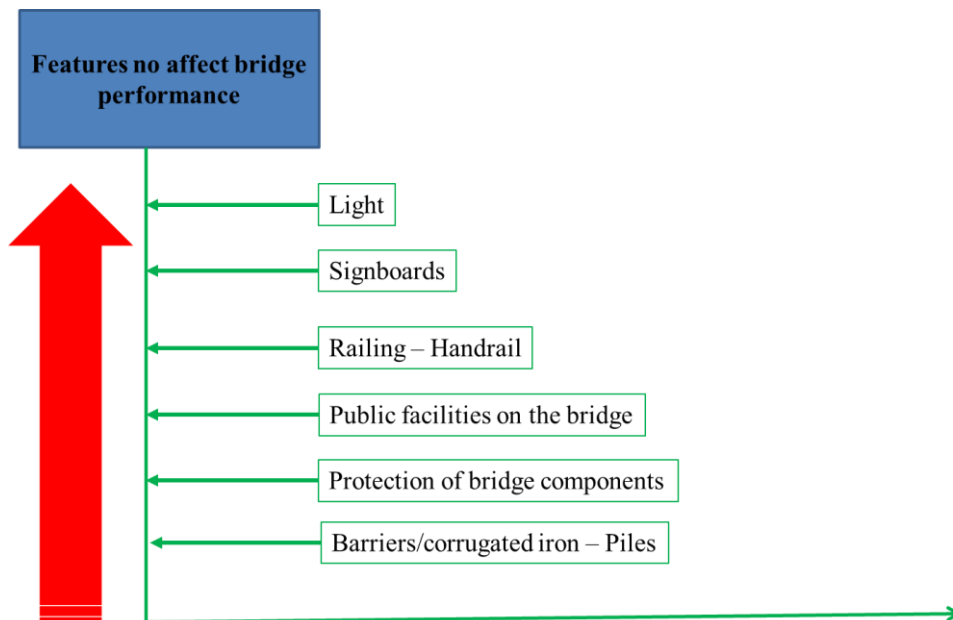 Features no affect bridge
performance
Light
Signboards
Railing – Handrail
Public facilities on the bridge
Protection of bridge components
Barriers/corrugated iron – Piles